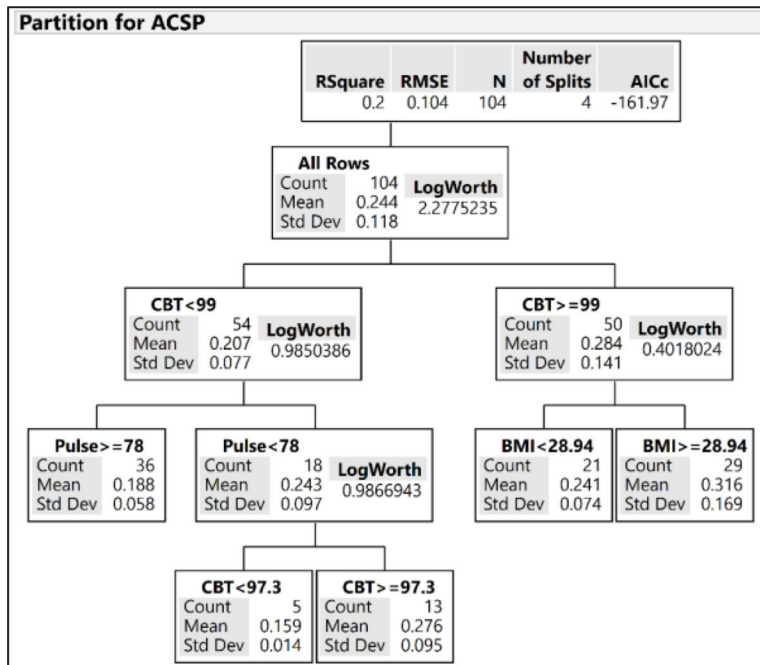 Partition for ACSP
Number
RSquare RMSE N of Splits AICc
0.2 0.104 104 4 -161.97
All Rows
Count 104 LogWorth
Mean 0.244 2.2775235
Std Dev 0.118
CBT<99
Count 54 LogWorth
Mean 0.207 0.9850386
Std Dev 0.077
CBT>=99
Count 50 LogWorth
Mean 0.284 0.4018024
Std Dev 0.141
Pulse>=78
Count 36
Mean 0.188
Std Dev 0.058
Pulse<78
Count 18 LogWorth
Mean 0.243 0.9866943
Std Dev 0.097
BMI<28.94
Count 21
Mean 0.241
Std Dev 0.074
BMI>=28.94
Count 29
Mean 0.316
Std Dev 0.169
CBT<97.3
Count 5
Mean 0.159
Std Dev 0.014
CBT>=97.3
Count 13
Mean 0.276
Std Dev 0.095